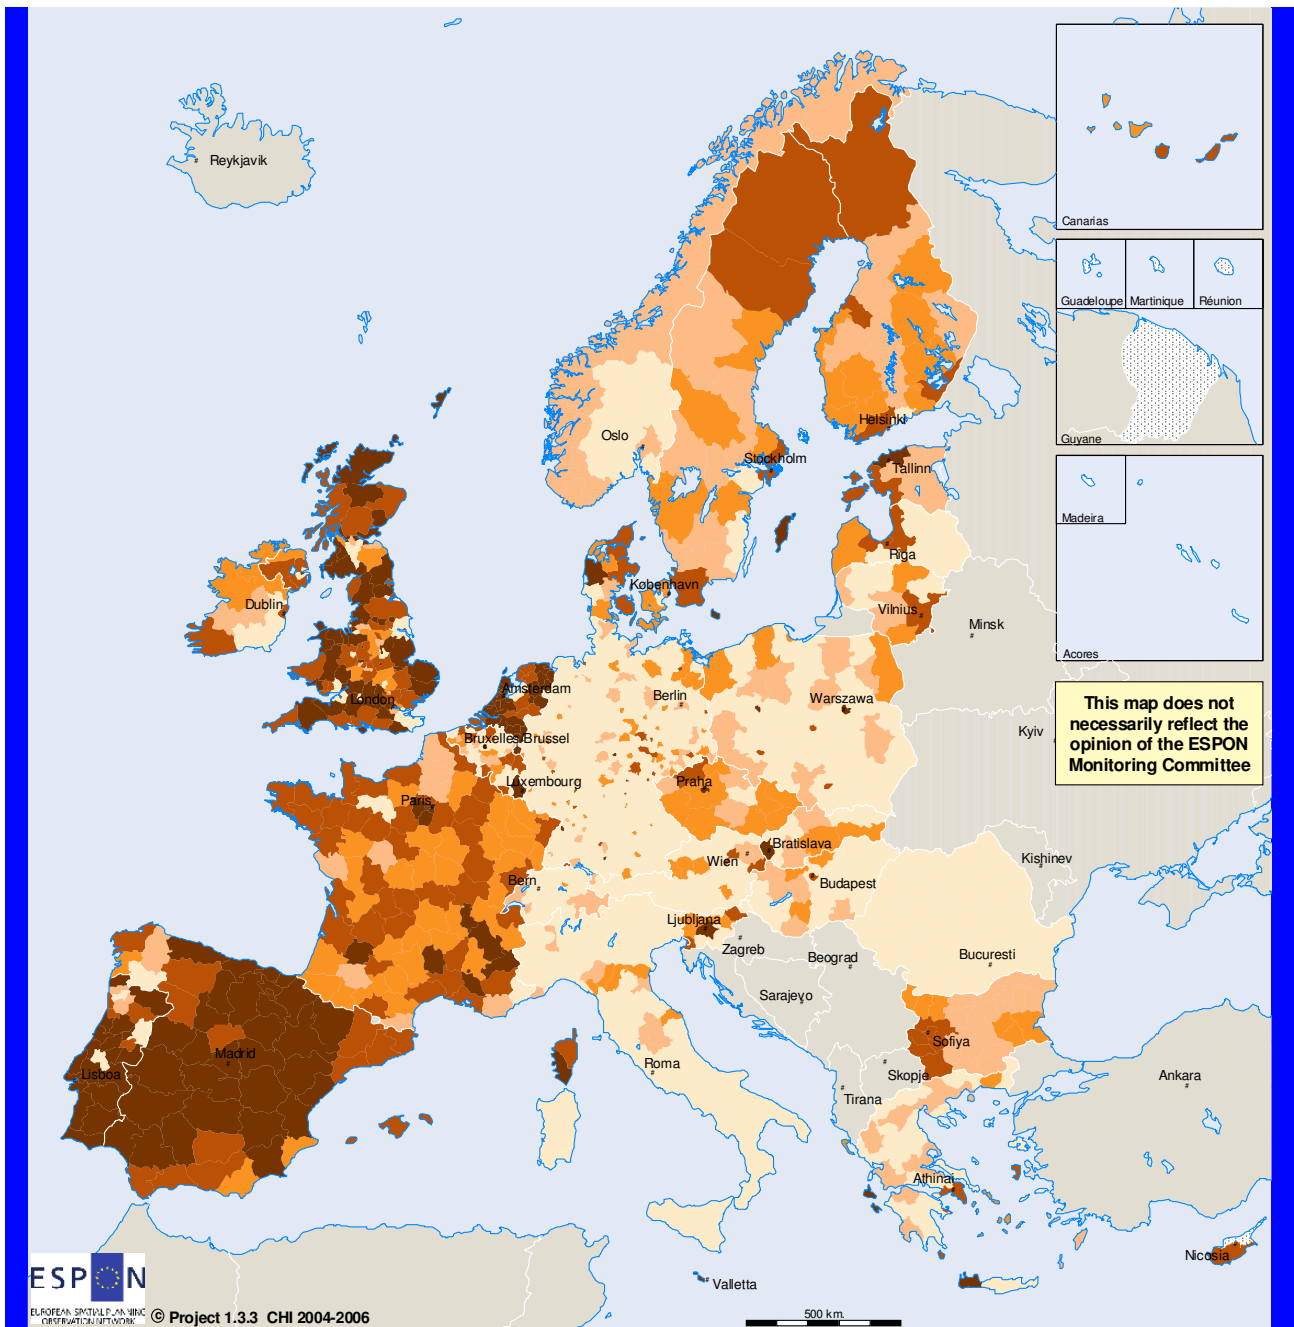 Reykjavik
Canarias
Guadeloupe Martinique Réunion
Guyane
Madeira
Acores
This map does not
necessarily reflect the
opinion of the ESPON
Monitoring Committee
Oslo
Helsinki
Stockholm
Tallinn
Riga
København
Dublin
Vilnius
Minsk
London
Amsterdam
Berlin
Warszawa
Bruxelles/Brussel
Kyiv
Luxembourg
Praha
Paris
Bratislava
Wien
Kishinev
Bern
Budapest
Ljubljana
Zagreb
Beograd
Bucuresti
Sarajevo
Madrid
Sofiya
Roma
Lisboa
Skopje
Ankara
Tirana
Athinai
Nicosia
Valletta
ESPON
EUROPEAN SPATIAL PLANNING
OBSERVATION NETWORK
© Project 1.3.3 CHI 2004-2006
500 km.